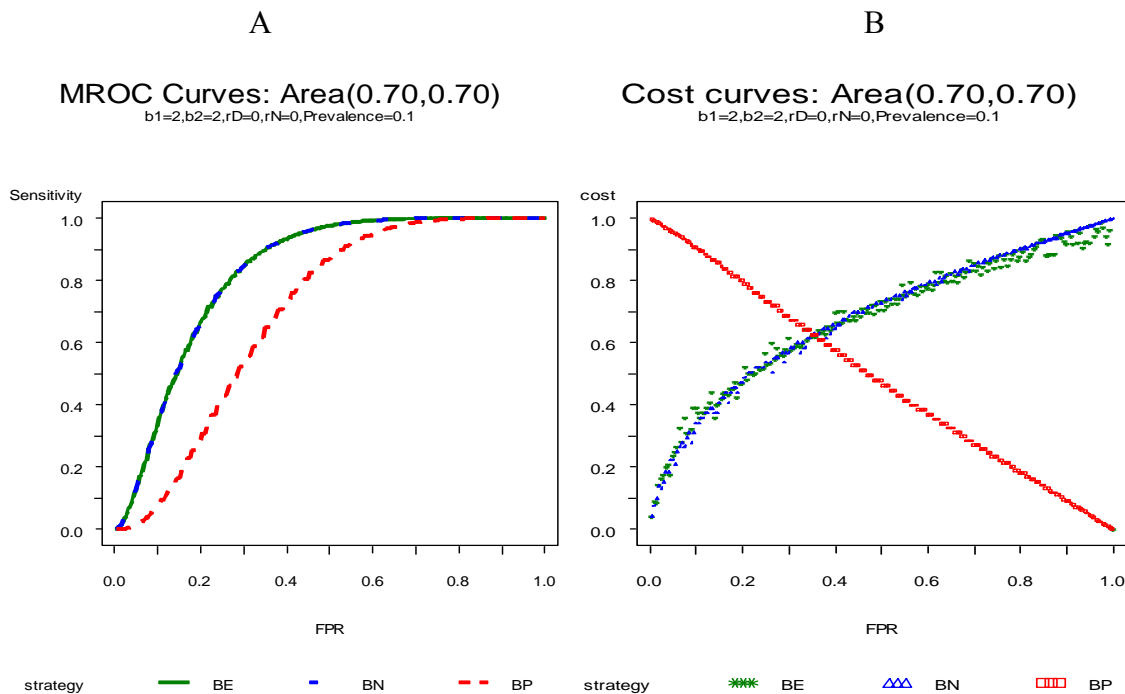 A
B
MROC Curves: Area(0.70,0.70)
b1=2,b2=2,rD=0,rN=0,Prevalence=0.1
Sensitivity
1.0
0.8
0.6
0.4
0.2
0.0
0.0 0.2 0.4 0.6 0.8 1.0
FPR
strategy BE BN BP
Cost curves: Area(0.70,0.70)
b1=2,b2=2,rD=0,rN=0,Prevalence=0.1
cost
1.0
0.8
0.6
0.4
0.2
0.0
0.0 0.2 0.4 0.6 0.8 1.0
FPR
strategy BE BN BP